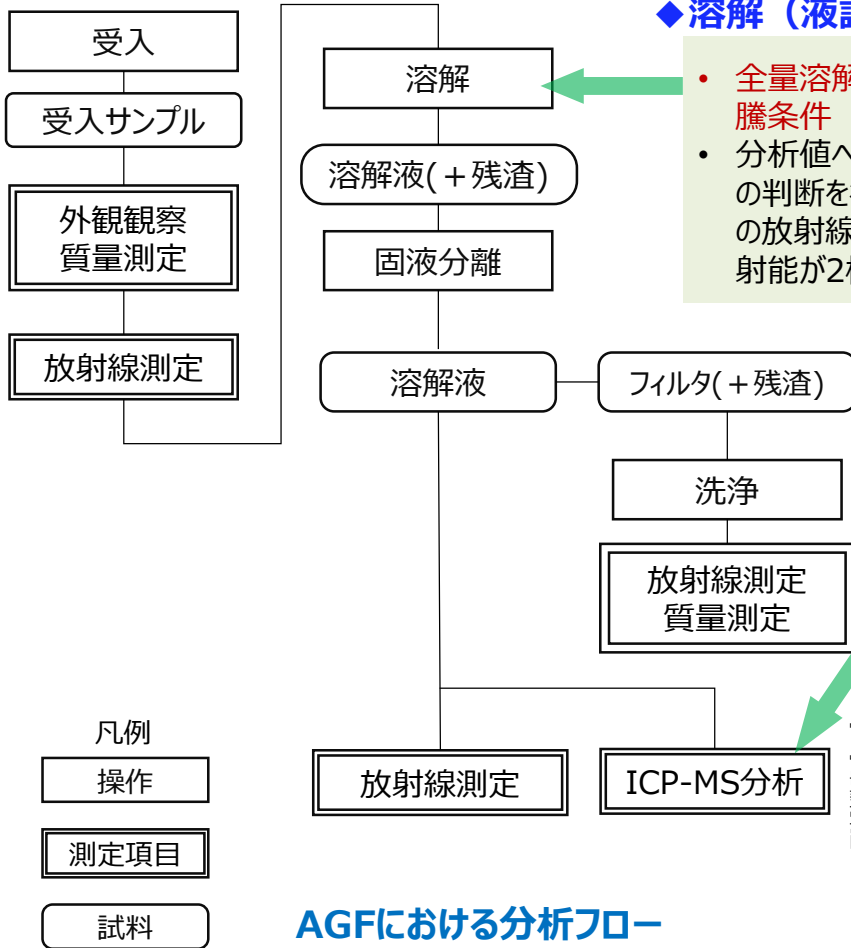 受入
受入サンプル
外観観察
質量測定
放射線測定
溶解
溶解液(＋残渣)
固液分離
溶解液
フィルタ(＋残渣)
洗浄
放射線測定
質量測定
放射線測定
ICP-MS分析
◆溶解（液
• 全量溶解
騰条件
• 分析値へ
の判断を
の放射線
射能が2
凡例
操作
測定項目
試料
AGFにおける分析フロー